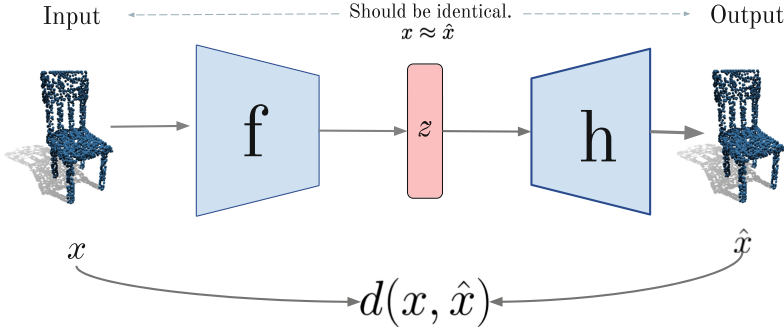 Input
Should be identical.
x ≈ x̂
Output
f
z
h
x
x̂
d(x, x̂)